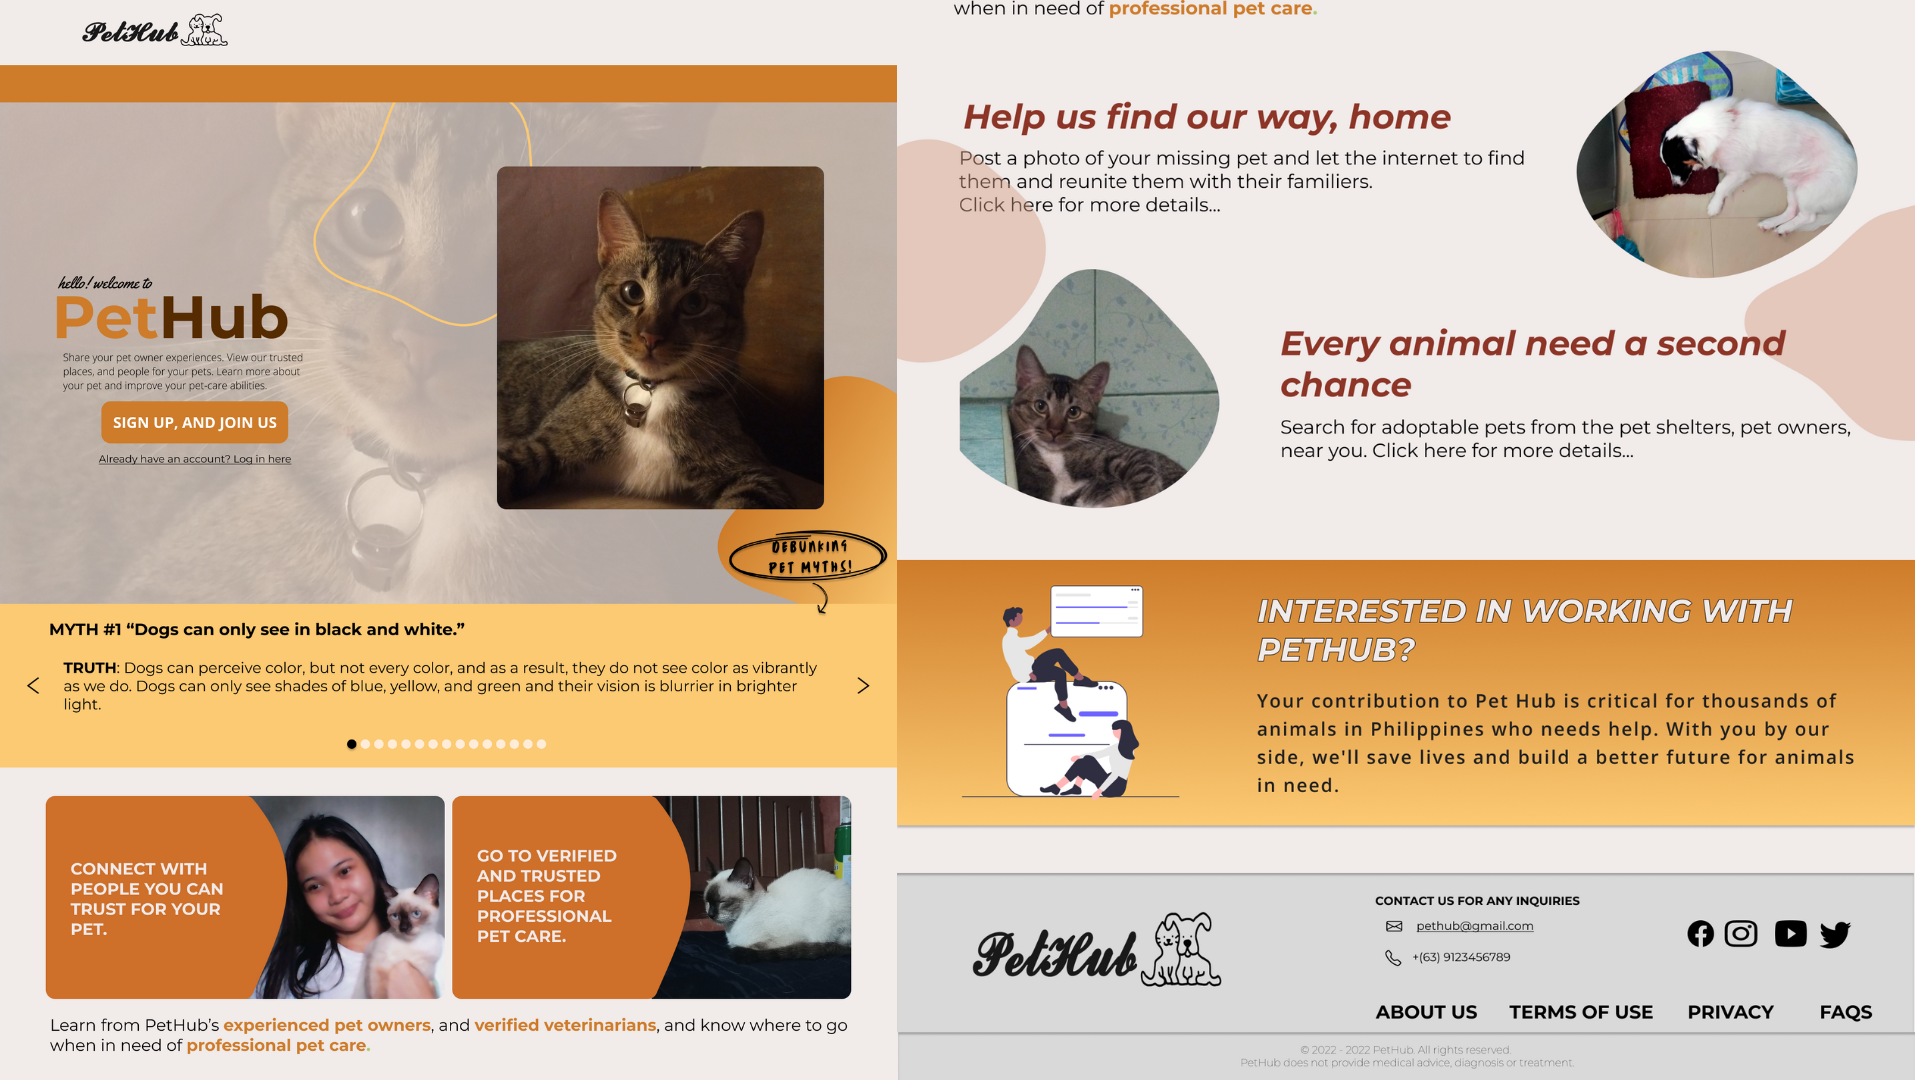 PetHub
hello! welcome to
PetHub
Share your pet owner experiences. View our trusted
places, and people for your pets. Learn more about
your pet and improve your pet-care abilities.
SIGN UP, AND JOIN US
Already have an account? Log in here
DEBUNKING
PET MYTHS!
MYTH #1 “Dogs can only see in black and white.”
TRUTH: Dogs can perceive color, but not every color, and as a result, they do not see color as vibrantly
as we do. Dogs can only see shades of blue, yellow, and green and their vision is blurrier in brighter
light.
CONNECT WITH
PEOPLE YOU CAN
TRUST FOR YOUR
PET.
GO TO VERIFIED
AND TRUSTED
PLACES FOR
PROFESSIONAL
PET CARE.
Learn from PetHub’s experienced pet owners, and verified veterinarians, and know where to go
when in need of professional pet care.
when in need of professional pet care.
Help us find our way, home
Post a photo of your missing pet and let the internet to find
them and reunite them with their familiers.
Click here for more details...
Every animal need a second
chance
Search for adoptable pets from the pet shelters, pet owners,
near you. Click here for more details...
INTERESTED IN WORKING WITH
PETHUB?
Your contribution to Pet Hub is critical for thousands of
animals in Philippines who needs help. With you by our
side, we'll save lives and build a better future for animals
in need.
PetHub
CONTACT US FOR ANY INQUIRIES
pethub@gmail.com
+(63) 9123456789
ABOUT US TERMS OF USE PRIVACY FAQS
© 2022 - 2022 PetHub. All rights reserved.
PetHub does not provide medical advice, diagnosis or treatment.